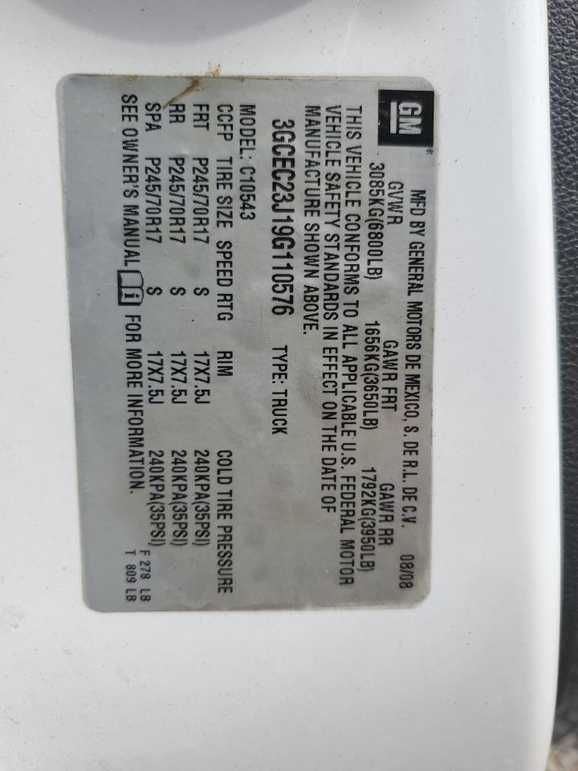 GM
MFD BY GENERAL MOTORS DE MEXICO, S. DE R.L. DE C.V. 08/08
GVWR GAWR FRT GAWR RR
3085KG(6800LB) 1656KG(3650LB) 1792KG(3950LB)
THIS VEHICLE CONFORMS TO ALL APPLICABLE U.S. FEDERAL MOTOR
VEHICLE SAFETY STANDARDS IN EFFECT ON THE DATE OF
MANUFACTURE SHOWN ABOVE.
3GCEC23J19G110576 TYPE: TRUCK
MODEL: C10543
CCFP TIRE SIZE SPEED RTG RIM COLD TIRE PRESSURE
FRT P245/70R17 S 17X7.5J 240KPA(35PSI)
RR P245/70R17 S 17X7.5J 240KPA(35PSI)
SPA P245/70R17 S 17X7.5J 240KPA(35PSI)
SEE OWNER'S MANUAL i FOR MORE INFORMATION.
F 278 LB
T 809 LB